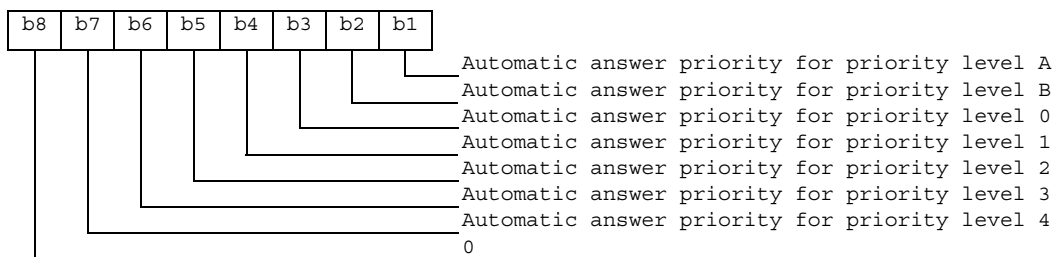 b8 b7 b6 b5 b4 b3 b2 b1
Automatic answer priority for priority level A
Automatic answer priority for priority level B
Automatic answer priority for priority level 0
Automatic answer priority for priority level 1
Automatic answer priority for priority level 2
Automatic answer priority for priority level 3
Automatic answer priority for priority level 4
0